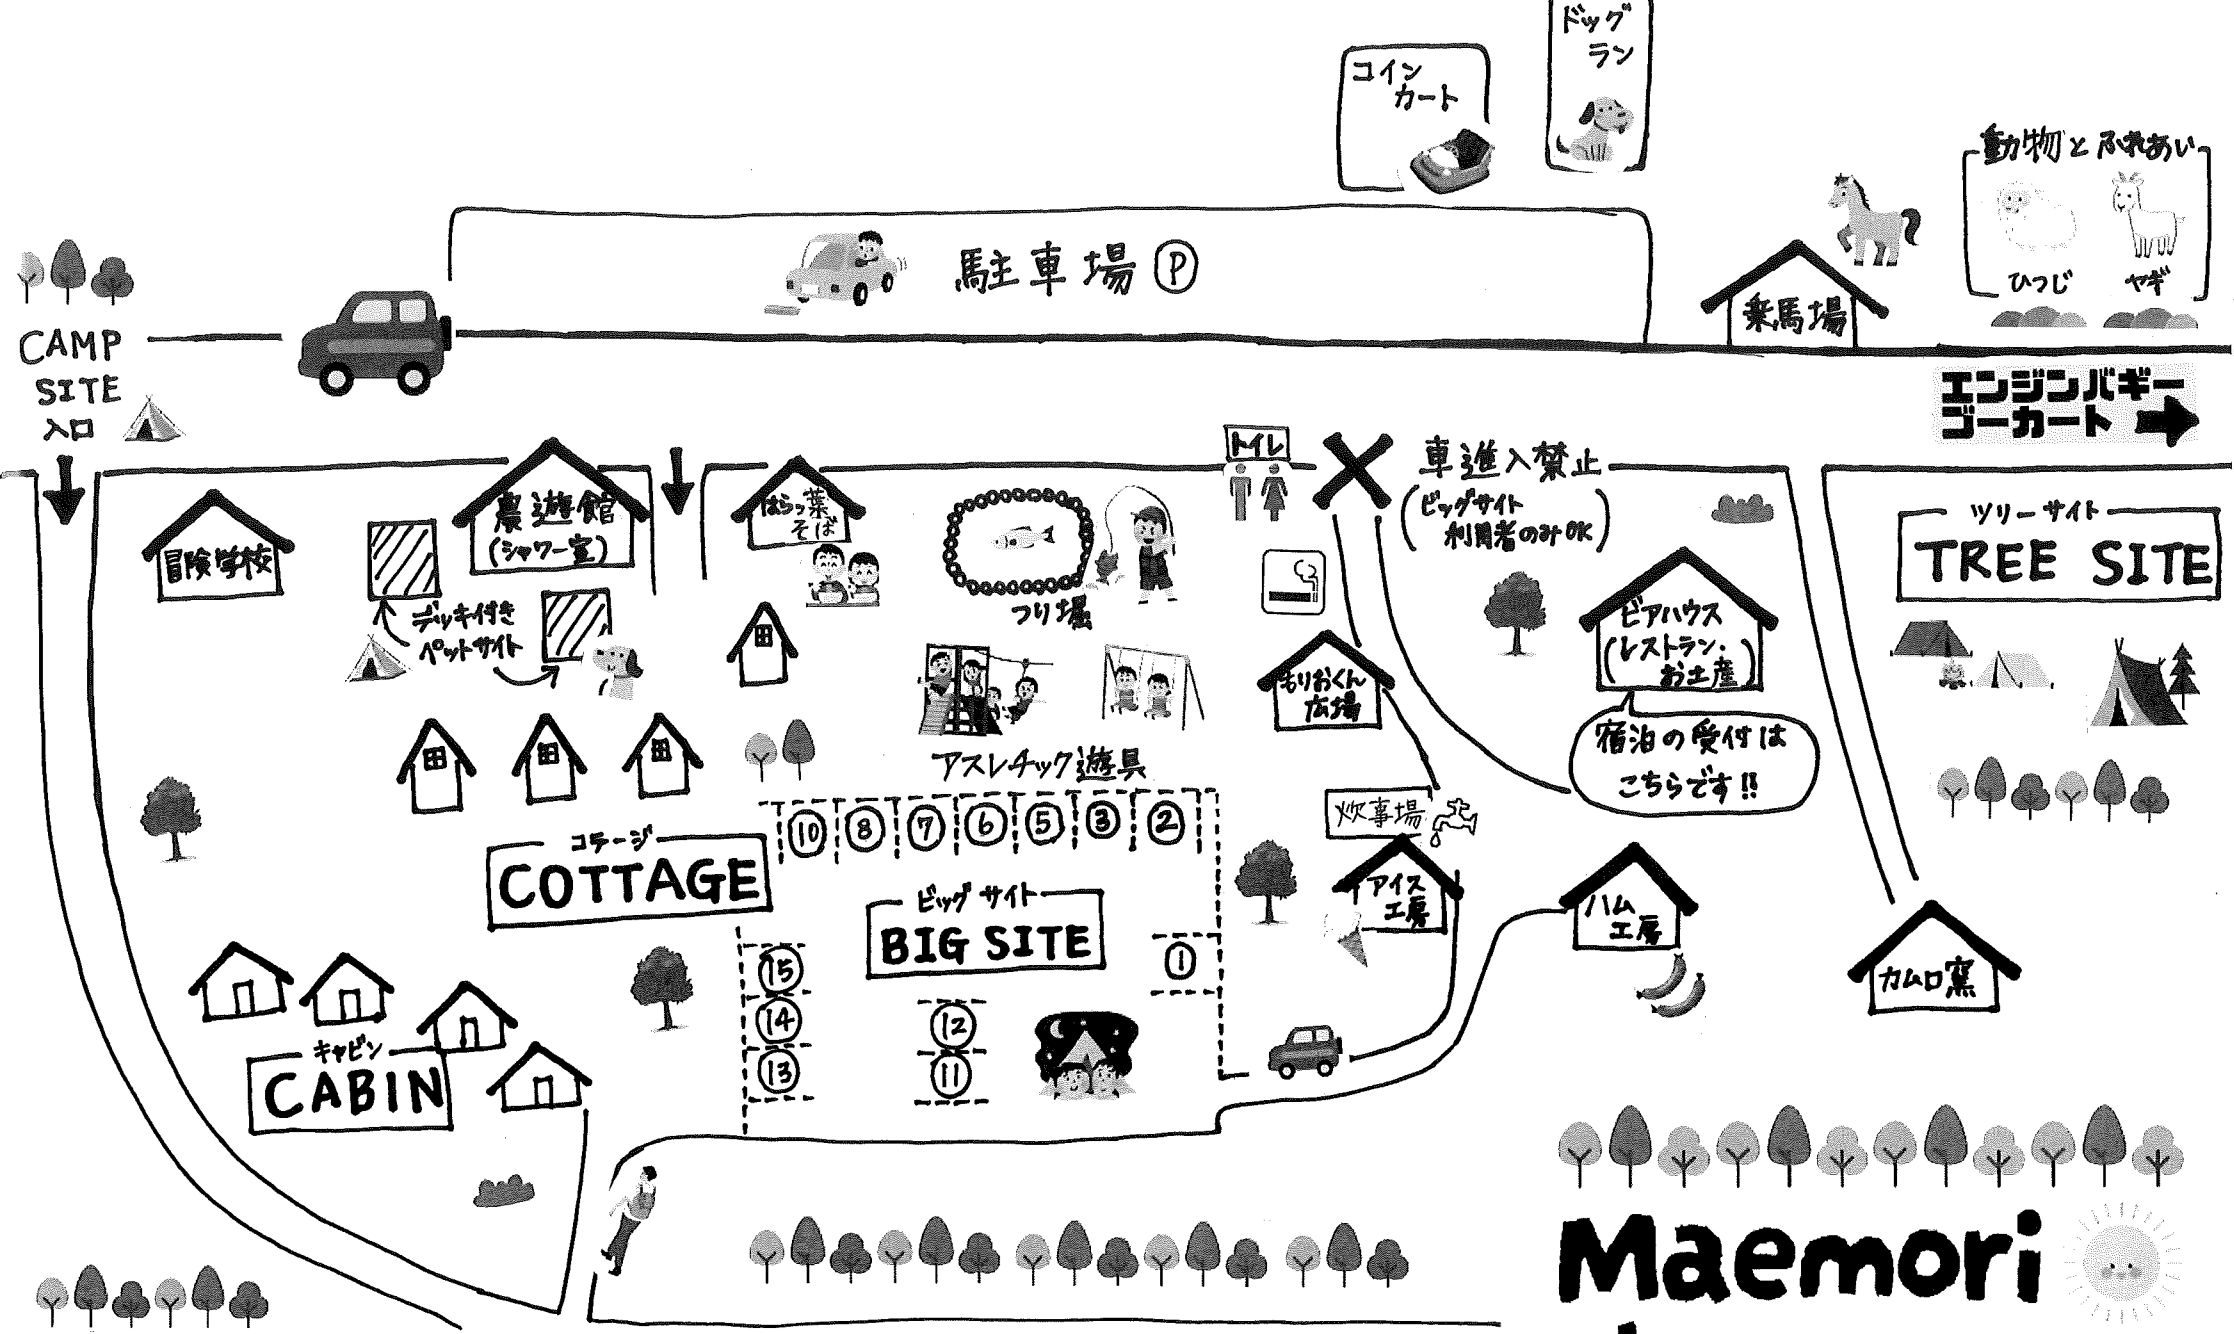 ドッグ
ラン
コイン
カート
動物とふれあい
ひつじ
ヤギ
駐車場 Ⓟ
乗馬場
CAMP
SITE
入口
エンジンバギー
ゴーカート
トイレ
車進入禁止
(ビッグサイト
利用者のみOK)
冒険学校
農遊館
(シャワー室)
はらっ葉
そば
つり堀
デッキ付き
ペットサイト
ツリーサイト
TREE SITE
ビアハウス
(レストラン・
お土産)
宿泊の受付は
こちらです!!
もりおくん
広場
アスレチック遊具
炊事場
アイス
工房
ハム
工房
カムロ窯
コテージ
COTTAGE
⑩ ⑧ ⑦ ⑥ ⑤ ③ ②
ビッグサイト
BIG SITE
①
⑮
⑭
⑬
⑫
⑪
キャビン
CABIN
Maemori